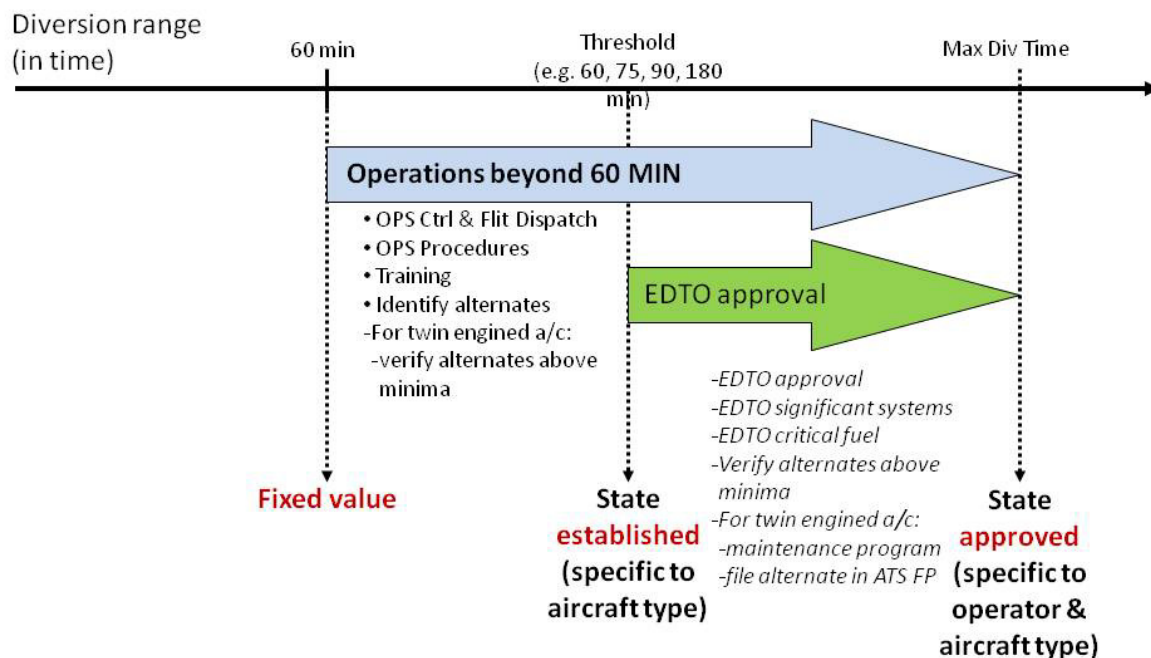 Diversion range
(in time)
60 min
Threshold
(e.g. 60, 75, 90, 180
min)
Max Div Time
Operations beyond 60 MIN
• OPS Ctrl & Flit Dispatch
• OPS Procedures
• Training
• Identify alternates
-For twin engined a/c:
-verify alternates above
minima
EDTO approval
-EDTO approval
-EDTO significant systems
-EDTO critical fuel
-Verify alternates above
minima
-For twin engined a/c:
-maintenance program
-file alternate in ATS FP
Fixed value
State
established
(specific to
aircraft type)
State
approved
(specific to
operator &
aircraft type)